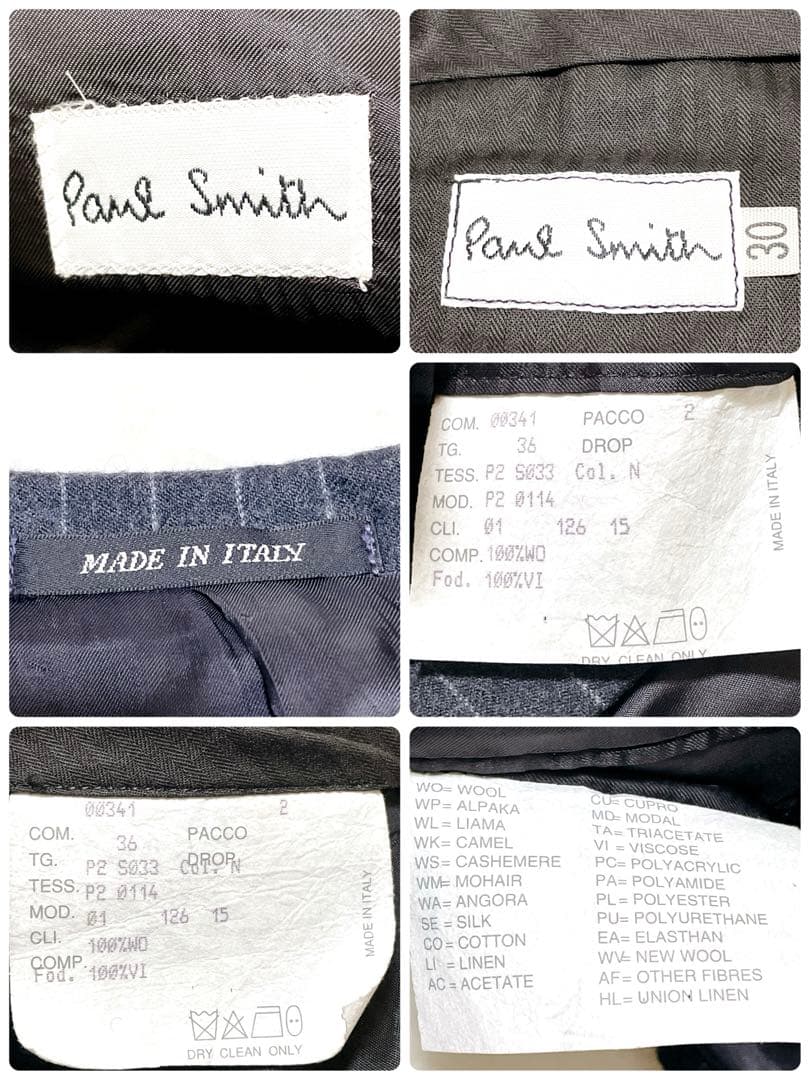 Paul Smith
Paul Smith
30
MADE IN ITALY
COM. 00341 PACCO 2
TG. 36 DROP
TESS. P2 S033 Col. N
MOD. P2 0114
CLI. 01 126 15
COMP. 100%WO
Fod. 100%VI
MADE IN ITALY
DRY CLEAN ONLY
00341 2
COM. 36 PACCO
TG. P2 S033 Col. N DROP
TESS. P2 0114
MOD. 01 126 15
CLI. 100%WO
COMP.
Fod. 100%VI
MADE IN ITALY
DRY CLEAN ONLY
WO= WOOL
WP= ALPAKA
WL= LIAMA
WK= CAMEL
WS= CASHEMERE
WM= MOHAIR
WA= ANGORA
SE = SILK
CO = COTTON
LI = LINEN
AC = ACETATE
CU= CUPRO
MD= MODAL
TA= TRIACETATE
VI = VISCOSE
PC= POLYACRYLIC
PA= POLYAMIDE
PL= POLYESTER
PU= POLYURETHANE
EA= ELASTHAN
WV= NEW WOOL
AF= OTHER FIBRES
HL= UNION LINEN